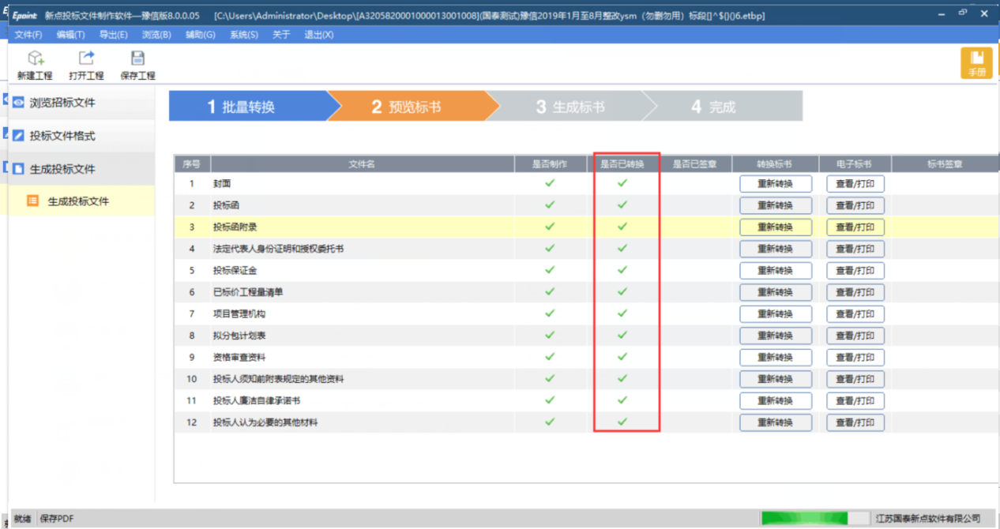 Epoint 新点投标文件制作软件—豫信版8.0.0.05 [C:\Users\Administrator\Desktop\[A3205820001000013001008](国泰测试)豫信2019年1月至8月整改ysm（勿删勿用）标段[]^${}()6.etbp]
文件(F) 编辑(T) 导出(E) 浏览(B) 辅助(G) 系统(S) 关于 退出(X)
新建工程 打开工程 保存工程 手册
浏览招标文件
投标文件格式
生成投标文件
生成投标文件
1 批量转换 2 预览标书 3 生成标书 4 完成
序号 文件名 是否制作 是否已转换 是否已签章 转换标书 电子标书 标书签章
1 封面 重新转换 查看/打印
2 投标函 重新转换 查看/打印
3 投标函附录 重新转换 查看/打印
4 法定代表人身份证明和授权委托书 重新转换 查看/打印
5 投标保证金 重新转换 查看/打印
6 已标价工程量清单 重新转换 查看/打印
7 项目管理机构 重新转换 查看/打印
8 拟分包计划表 重新转换 查看/打印
9 资格审查资料 重新转换 查看/打印
10 投标人须知前附表规定的其他资料 重新转换 查看/打印
11 投标人廉洁自律承诺书 重新转换 查看/打印
12 投标人认为必要的其他材料 重新转换 查看/打印
就绪 保存PDF 江苏国泰新点软件有限公司